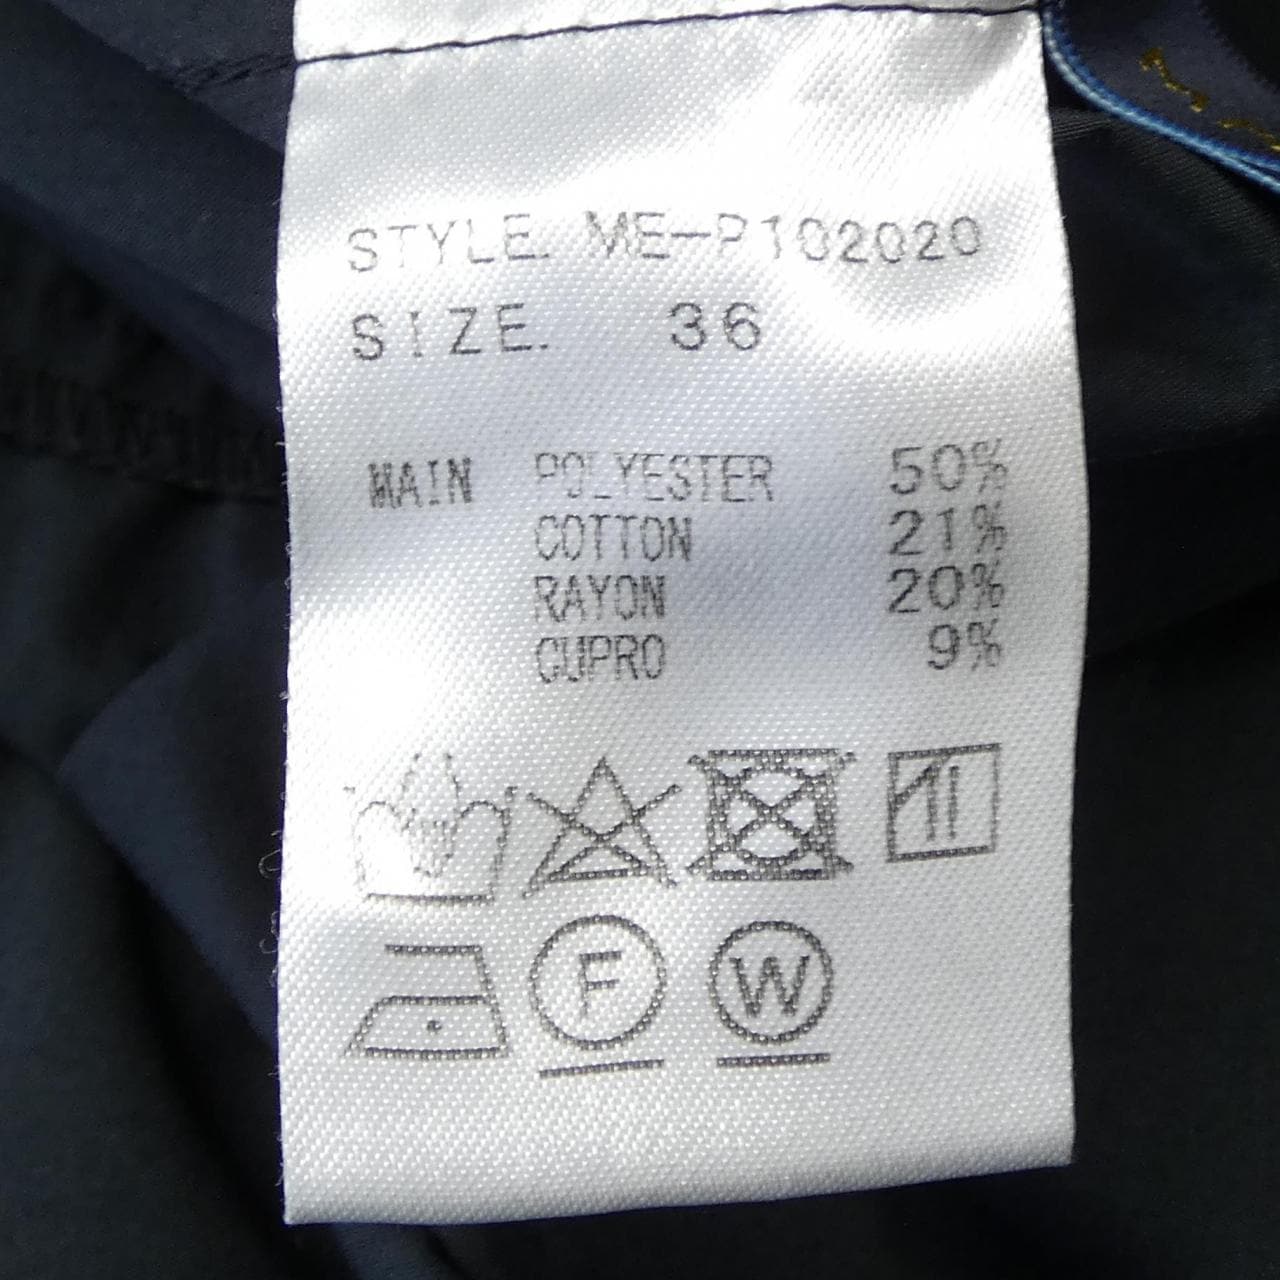 STYLE. ME-P102020
SIZE. 36
MAIN POLYESTER 50%
COTTON 21%
RAYON 20%
CUPRO 9%
F W